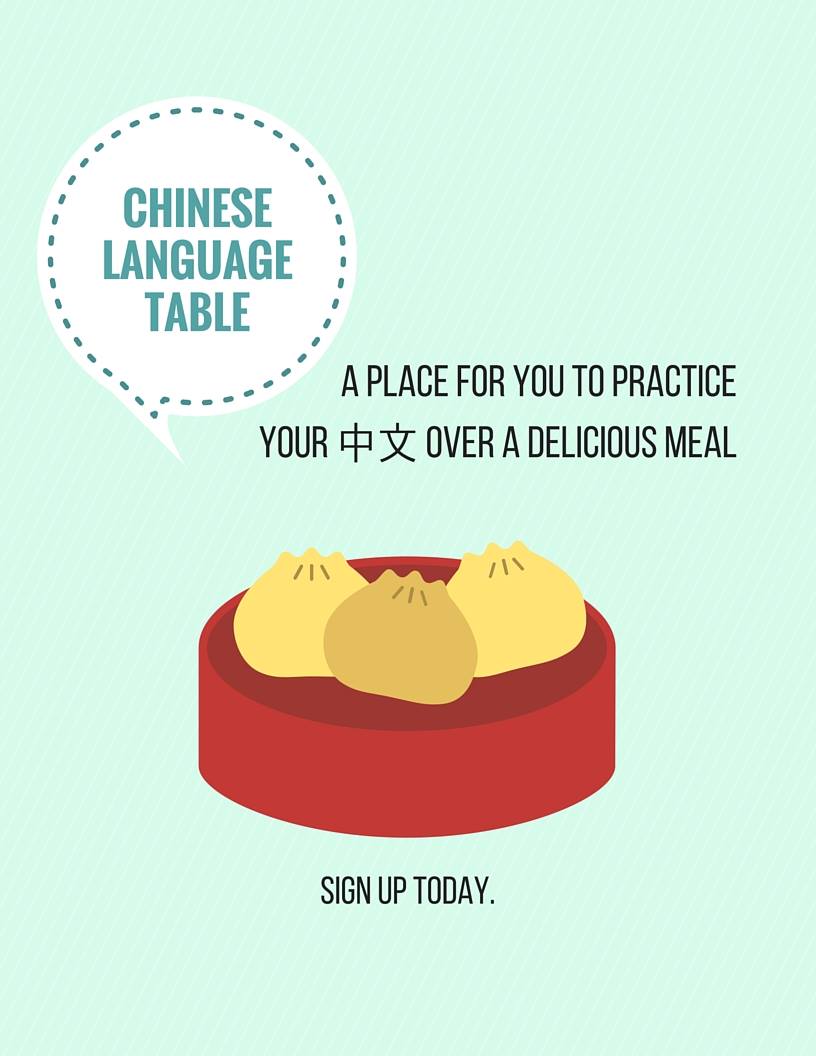 CHINESE
LANGUAGE
TABLE
A PLACE FOR YOU TO PRACTICE
YOUR 中文 OVER A DELICIOUS MEAL
SIGN UP TODAY.